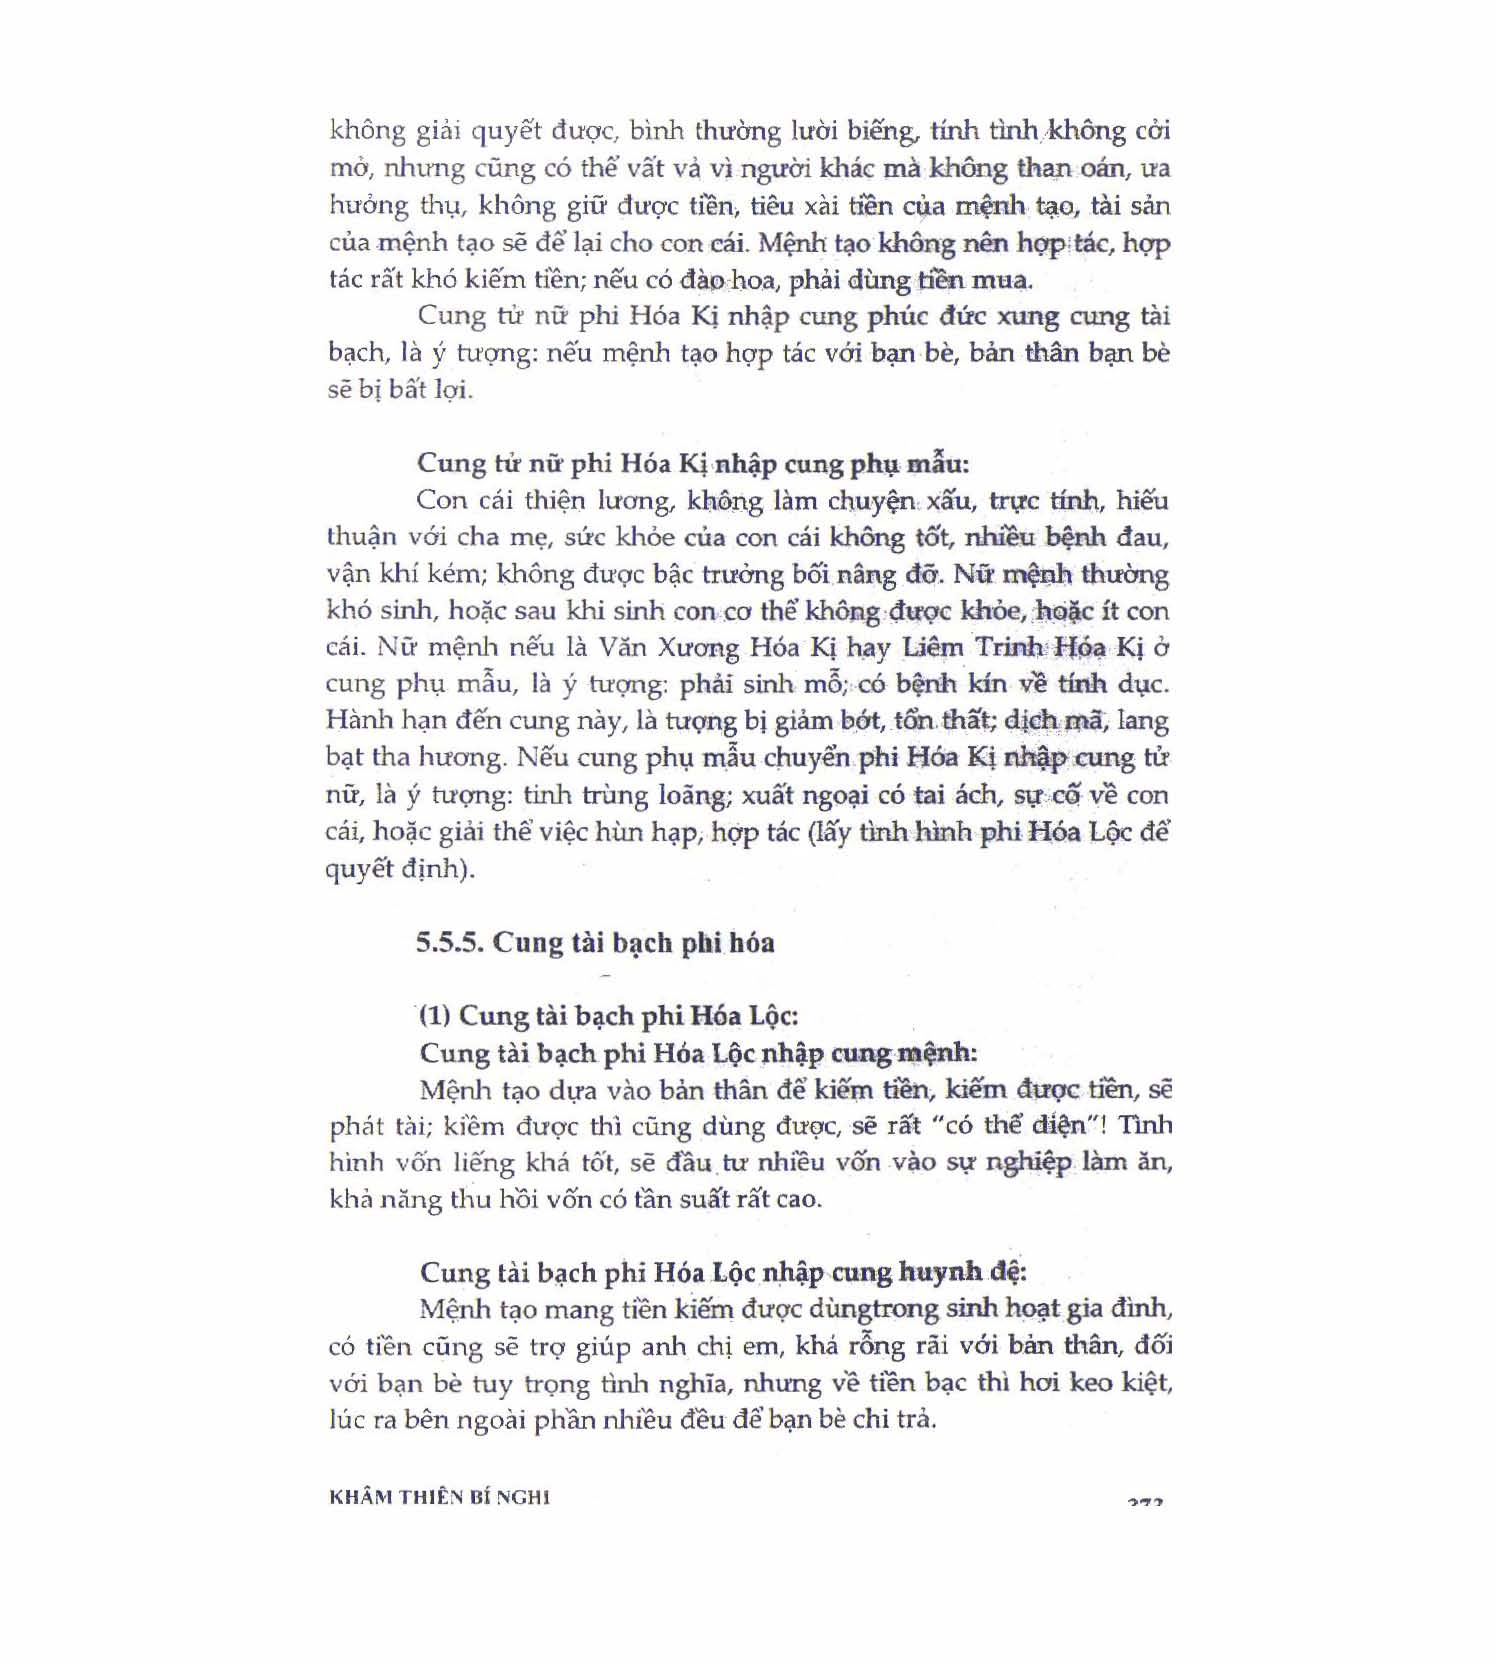 không giải quyết được, bình thường lười biếng, tính tình không cởi
mở, nhưng cũng có thể vất vả vì người khác mà không than oán, ưa
hưởng thụ, không giữ được tiền, tiêu xài tiền của mệnh tạo, tài sản
của mệnh tạo sẽ để lại cho con cái. Mệnh tạo không nên hợp tác, hợp
tác rất khó kiếm tiền; nếu có đào hoa, phải dùng tiền mua.
Cung tử nữ phi Hóa Kị nhập cung phúc đức xung cung tài
bạch, là ý tượng: nếu mệnh tạo hợp tác với bạn bè, bản thân bạn bè
sẽ bị bất lợi.
Cung tử nữ phi Hóa Kị nhập cung phụ mẫu:
Con cái thiện lương, không làm chuyện xấu, trực tính, hiếu
thuận với cha mẹ, sức khỏe của con cái không tốt, nhiều bệnh đau,
vận khí kém; không được bậc trưởng bối nâng đỡ. Nữ mệnh thường
khó sinh, hoặc sau khi sinh con cơ thể không được khỏe, hoặc ít con
cái. Nữ mệnh nếu là Văn Xương Hóa Kị hay Liêm Trinh Hóa Kị ở
cung phụ mẫu, là ý tượng: phải sinh mỗ; có bệnh kín về tính dục.
Hành hạn đến cung này, là tượng bị giảm bớt, tổn thất; dịch mã, lang
bạt tha hương. Nếu cung phụ mẫu chuyển phi Hóa Kị nhập cung tử
nữ, là ý tượng: tinh trùng loãng; xuất ngoại có tai ách, sự cố về con
cái, hoặc giải thể việc hùn hạp, hợp tác (lấy tình hình phi Hóa Lộc để
quyết định).
5.5.5. Cung tài bạch phi hóa
(1) Cung tài bạch phi Hóa Lộc:
Cung tài bạch phi Hóa Lộc nhập cung mệnh:
Mệnh tạo dựa vào bản thân để kiếm tiền, kiếm được tiền, sẽ
phát tài; kiềm được thì cũng dùng được, sẽ rất "có thể diện"! Tình
hình vốn liếng khá tốt, sẽ đầu tư nhiều vốn vào sự nghiệp làm ăn,
khả năng thu hồi vốn có tần suất rất cao.
Cung tài bạch phi Hóa Lộc nhập cung huynh đệ:
Mệnh tạo mang tiền kiếm được dùngtrong sinh hoạt gia đình,
có tiền cũng sẽ trợ giúp anh chị em, khá rỗng rãi với bản thân, đối
với bạn bè tuy trọng tình nghĩa, nhưng về tiền bạc thì hơi keo kiệt,
lúc ra bên ngoài phần nhiều đều để bạn bè chi trả.
KHÂM THIÊN BÍ NGHI